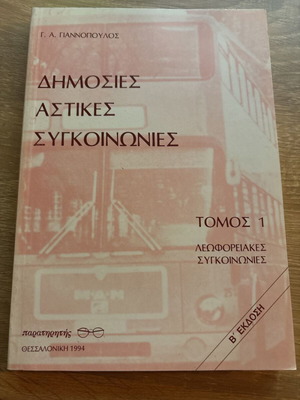 Γ. Α. ΓΙΑΝΝΟΠΟΥΛΟΣ
ΔΗΜΟΣΙΕΣ
ΑΣΤΙΚΕΣ
ΣΥΓΚΟΙΝΩΝΙΕΣ
ΤΟΜΟΣ 1
ΛΕΩΦΟΡΕΙΑΚΕΣ
ΣΥΓΚΟΙΝΩΝΙΕΣ
Β΄ ΕΚΔΟΣΗ
παρατηρητής
ΘΕΣΣΑΛΟΝΙΚΗ 1994